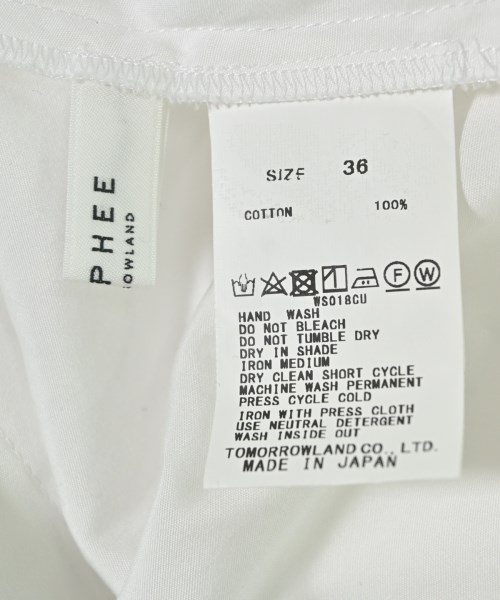 PHEE
ROWLAND
SIZE 36
COTTON 100%
F W
WS018CU
HAND WASH
DO NOT BLEACH
DO NOT TUMBLE DRY
DRY IN SHADE
IRON MEDIUM
DRY CLEAN SHORT CYCLE
MACHINE WASH PERMANENT
PRESS CYCLE COLD
IRON WITH PRESS CLOTH
USE NEUTRAL DETERGENT
WASH INSIDE OUT
TOMORROWLAND CO., LTD.
MADE IN JAPAN